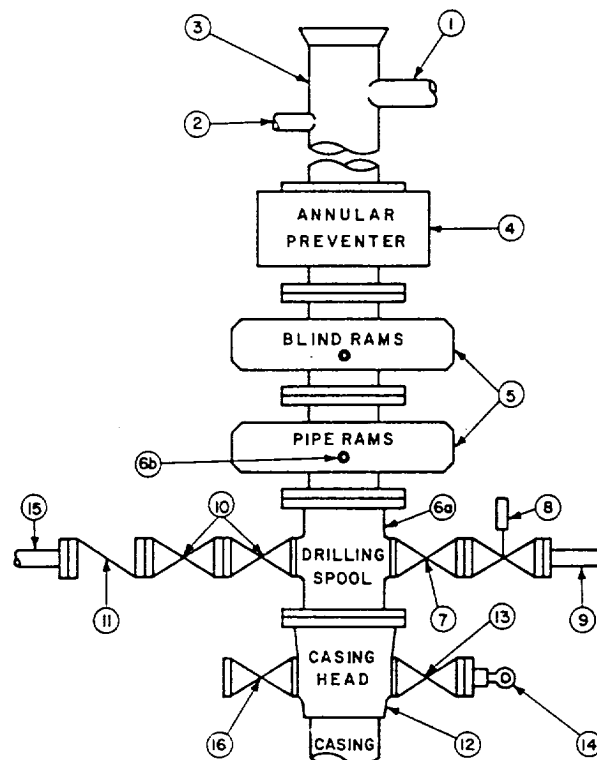 3
1
2
ANNULAR
PREVENTER
4
BLIND RAMS
5
PIPE RAMS
6b
15
10
6a
8
DRILLING
SPOOL
11
7
13
9
CASING
HEAD
16
CASING
12
14